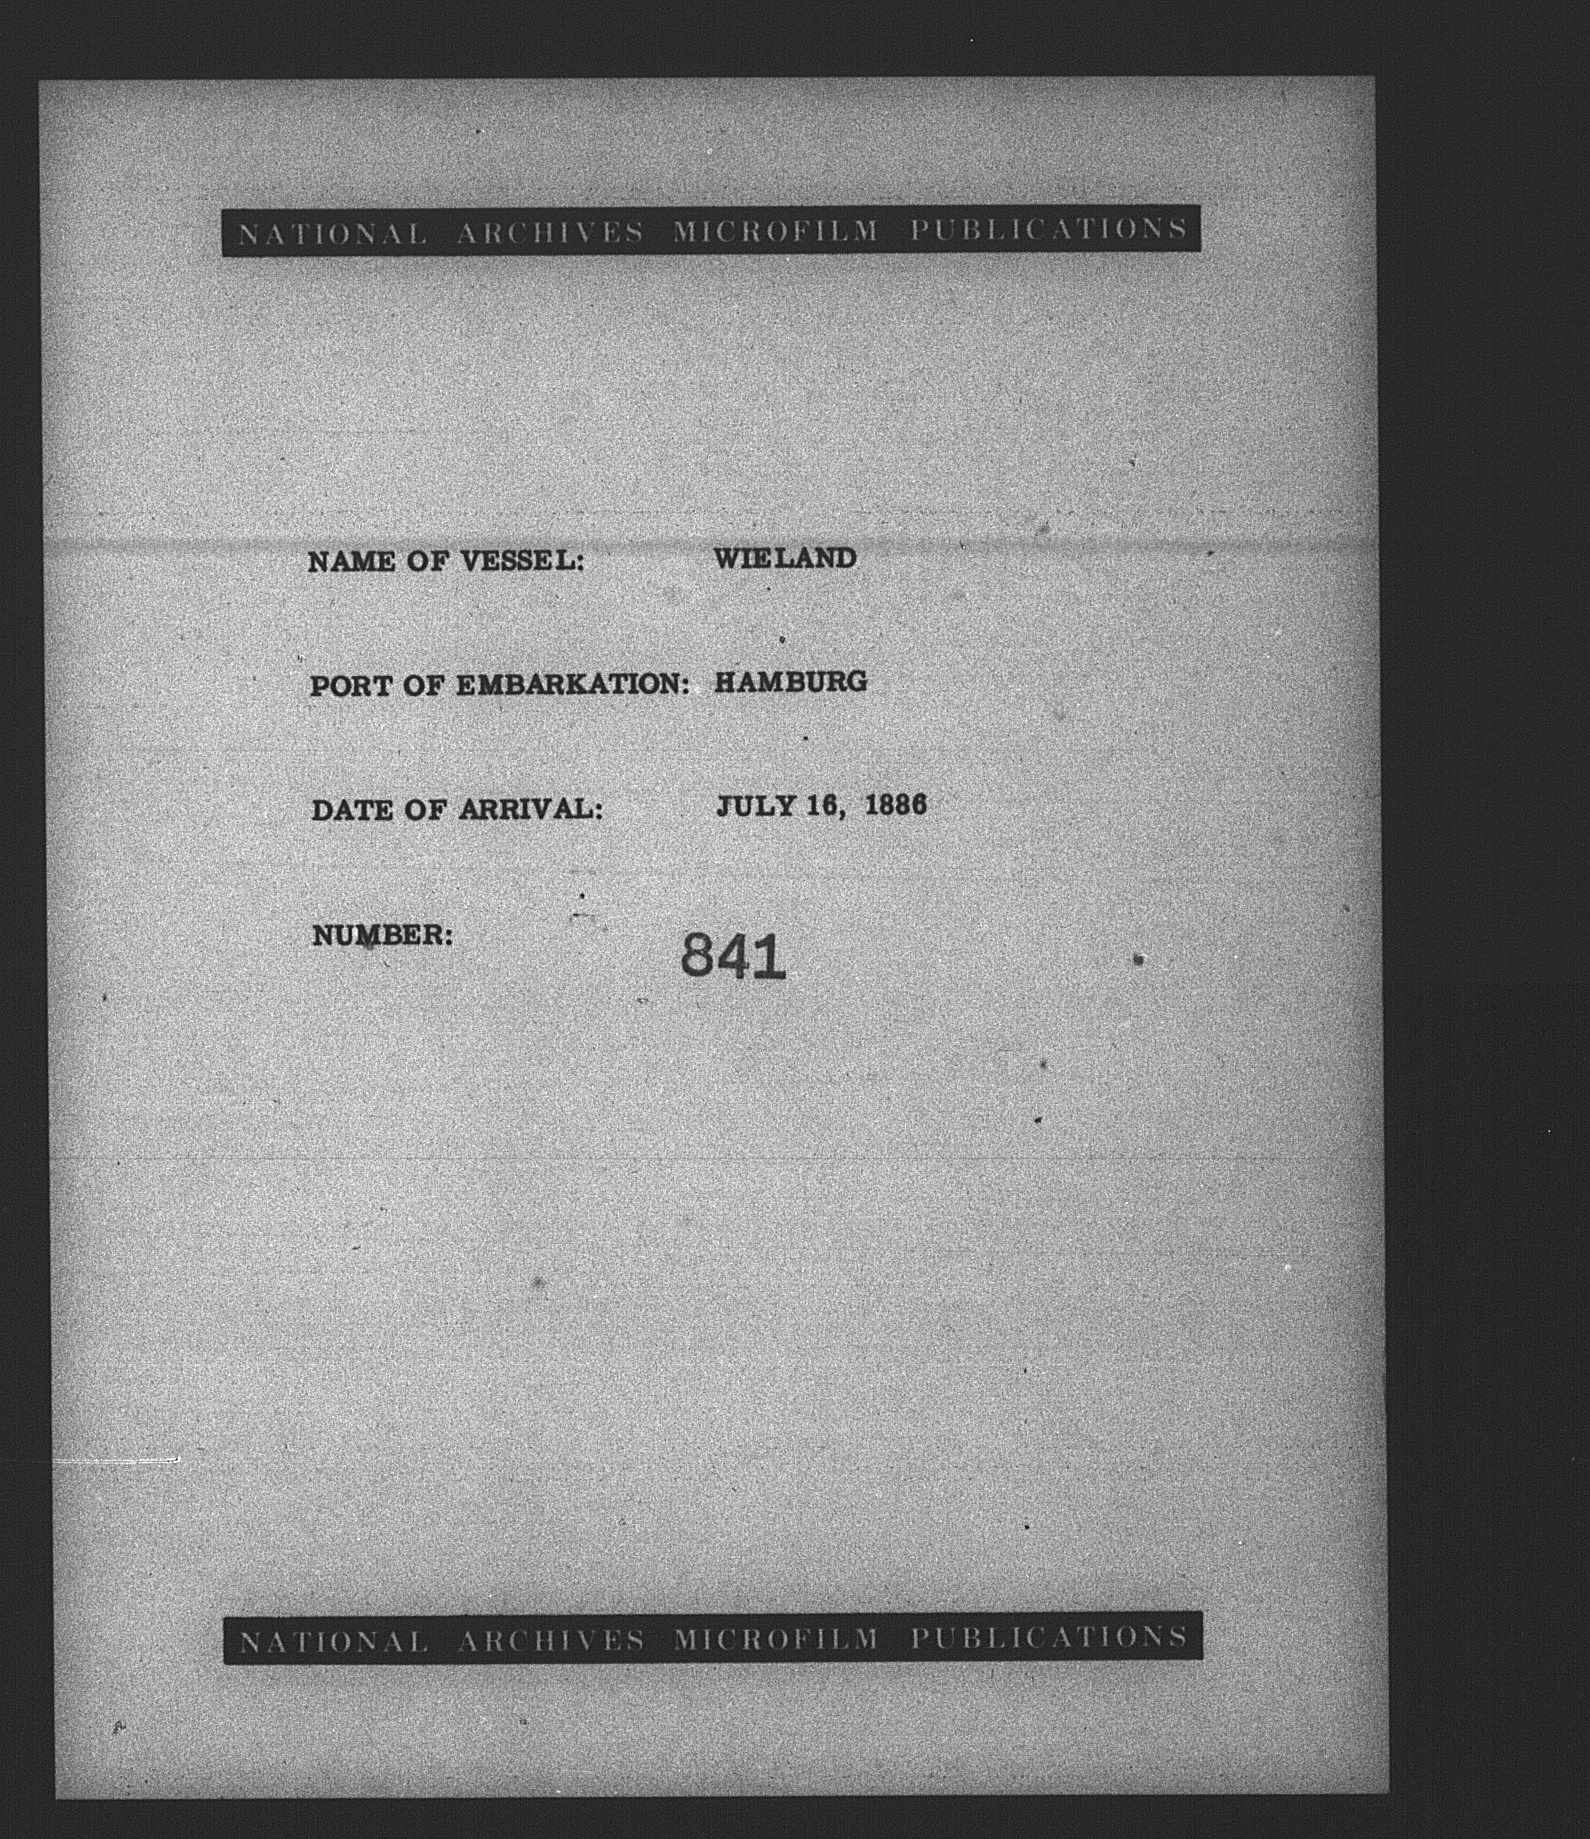 NATIONAL ARCHIVES MICROFILM PUBLICATIONS
NAME OF VESSEL: WIELAND
PORT OF EMBARKATION: HAMBURG
DATE OF ARRIVAL: JULY 16, 1886
NUMBER: 841
NATIONAL ARCHIVES MICROFILM PUBLICATIONS